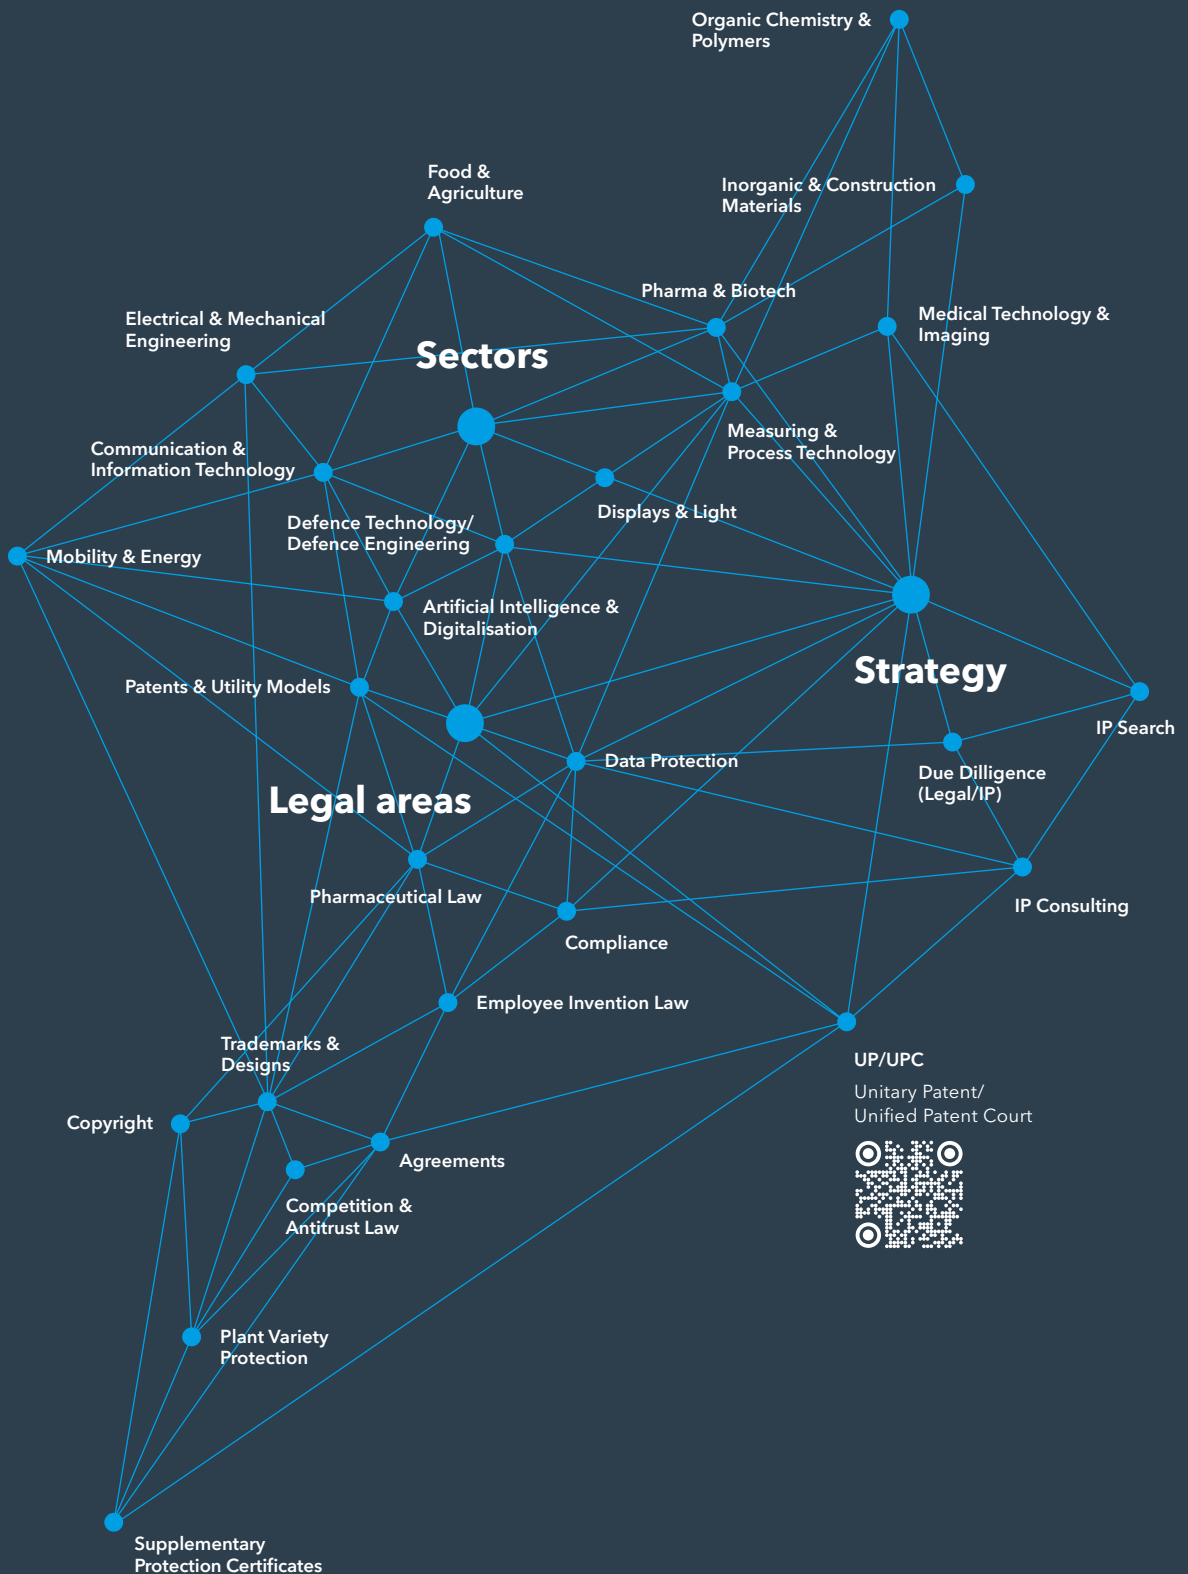 Organic Chemistry &
Polymers
Food &
Agriculture
Inorganic & Construction
Materials
Pharma & Biotech
Electrical & Mechanical
Engineering
Medical Technology &
Imaging
Sectors
Measuring &
Process Technology
Communication &
Information Technology
Displays & Light
Defence Technology/
Defence Engineering
Mobility & Energy
Artificial Intelligence &
Digitalisation
Strategy
Patents & Utility Models
IP Search
Data Protection
Due Dilligence
(Legal/IP)
Legal areas
Pharmaceutical Law
IP Consulting
Compliance
Employee Invention Law
Trademarks &
Designs
UP/UPC
Unitary Patent/
Unified Patent Court
Copyright
Agreements
Competition &
Antitrust Law
Plant Variety
Protection
Supplementary
Protection Certificates